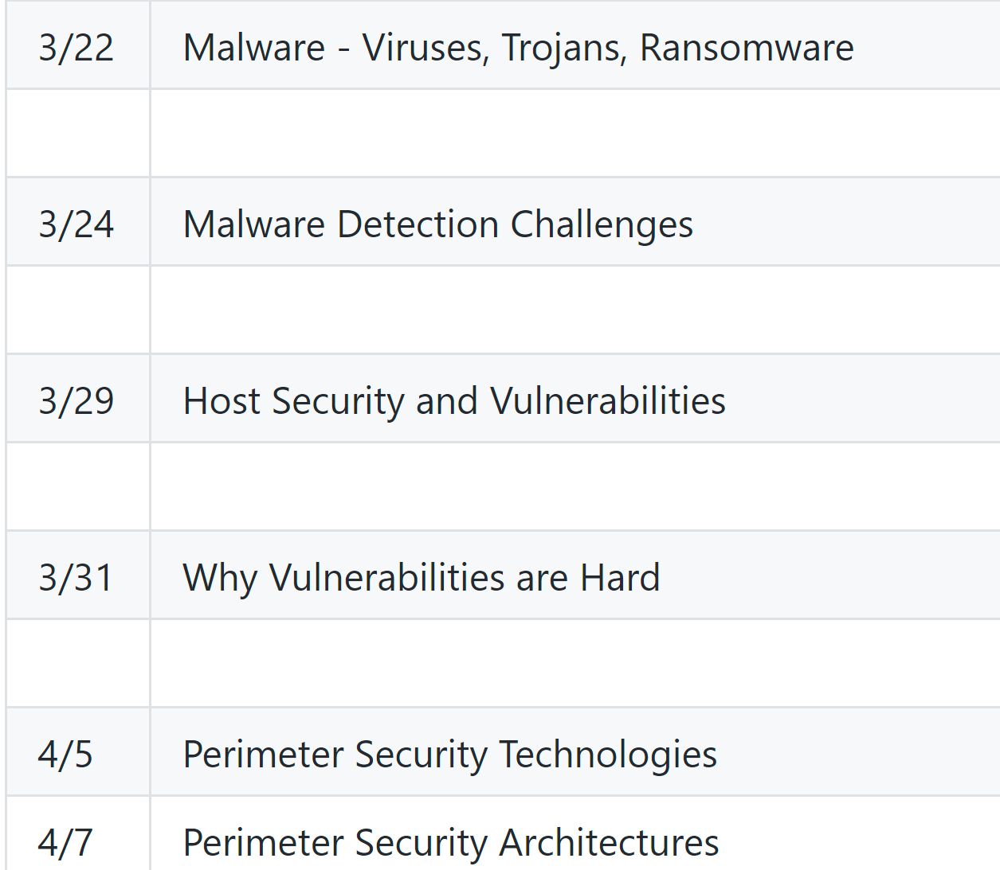 3/22 Malware - Viruses, Trojans, Ransomware
3/24 Malware Detection Challenges
3/29 Host Security and Vulnerabilities
3/31 Why Vulnerabilities are Hard
4/5 Perimeter Security Technologies
4/7 Perimeter Security Architectures